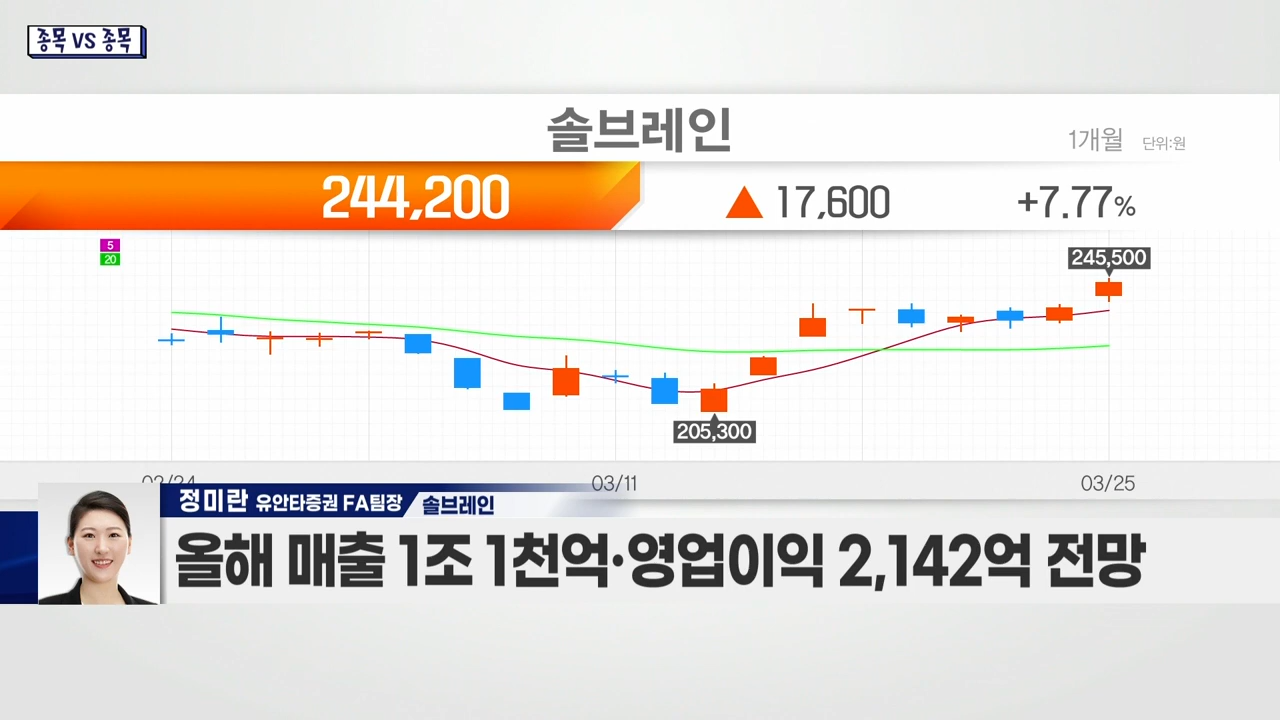 종목 VS 종목
솔브레인
1개월 단위:원
244,200 ▲ 17,600 +7.77%
5
20
245,500
205,300
03/24 03/11 03/25
정미란 유안타증권 FA팀장 솔브레인
올해 매출 1조 1천억·영업이익 2,142억 전망